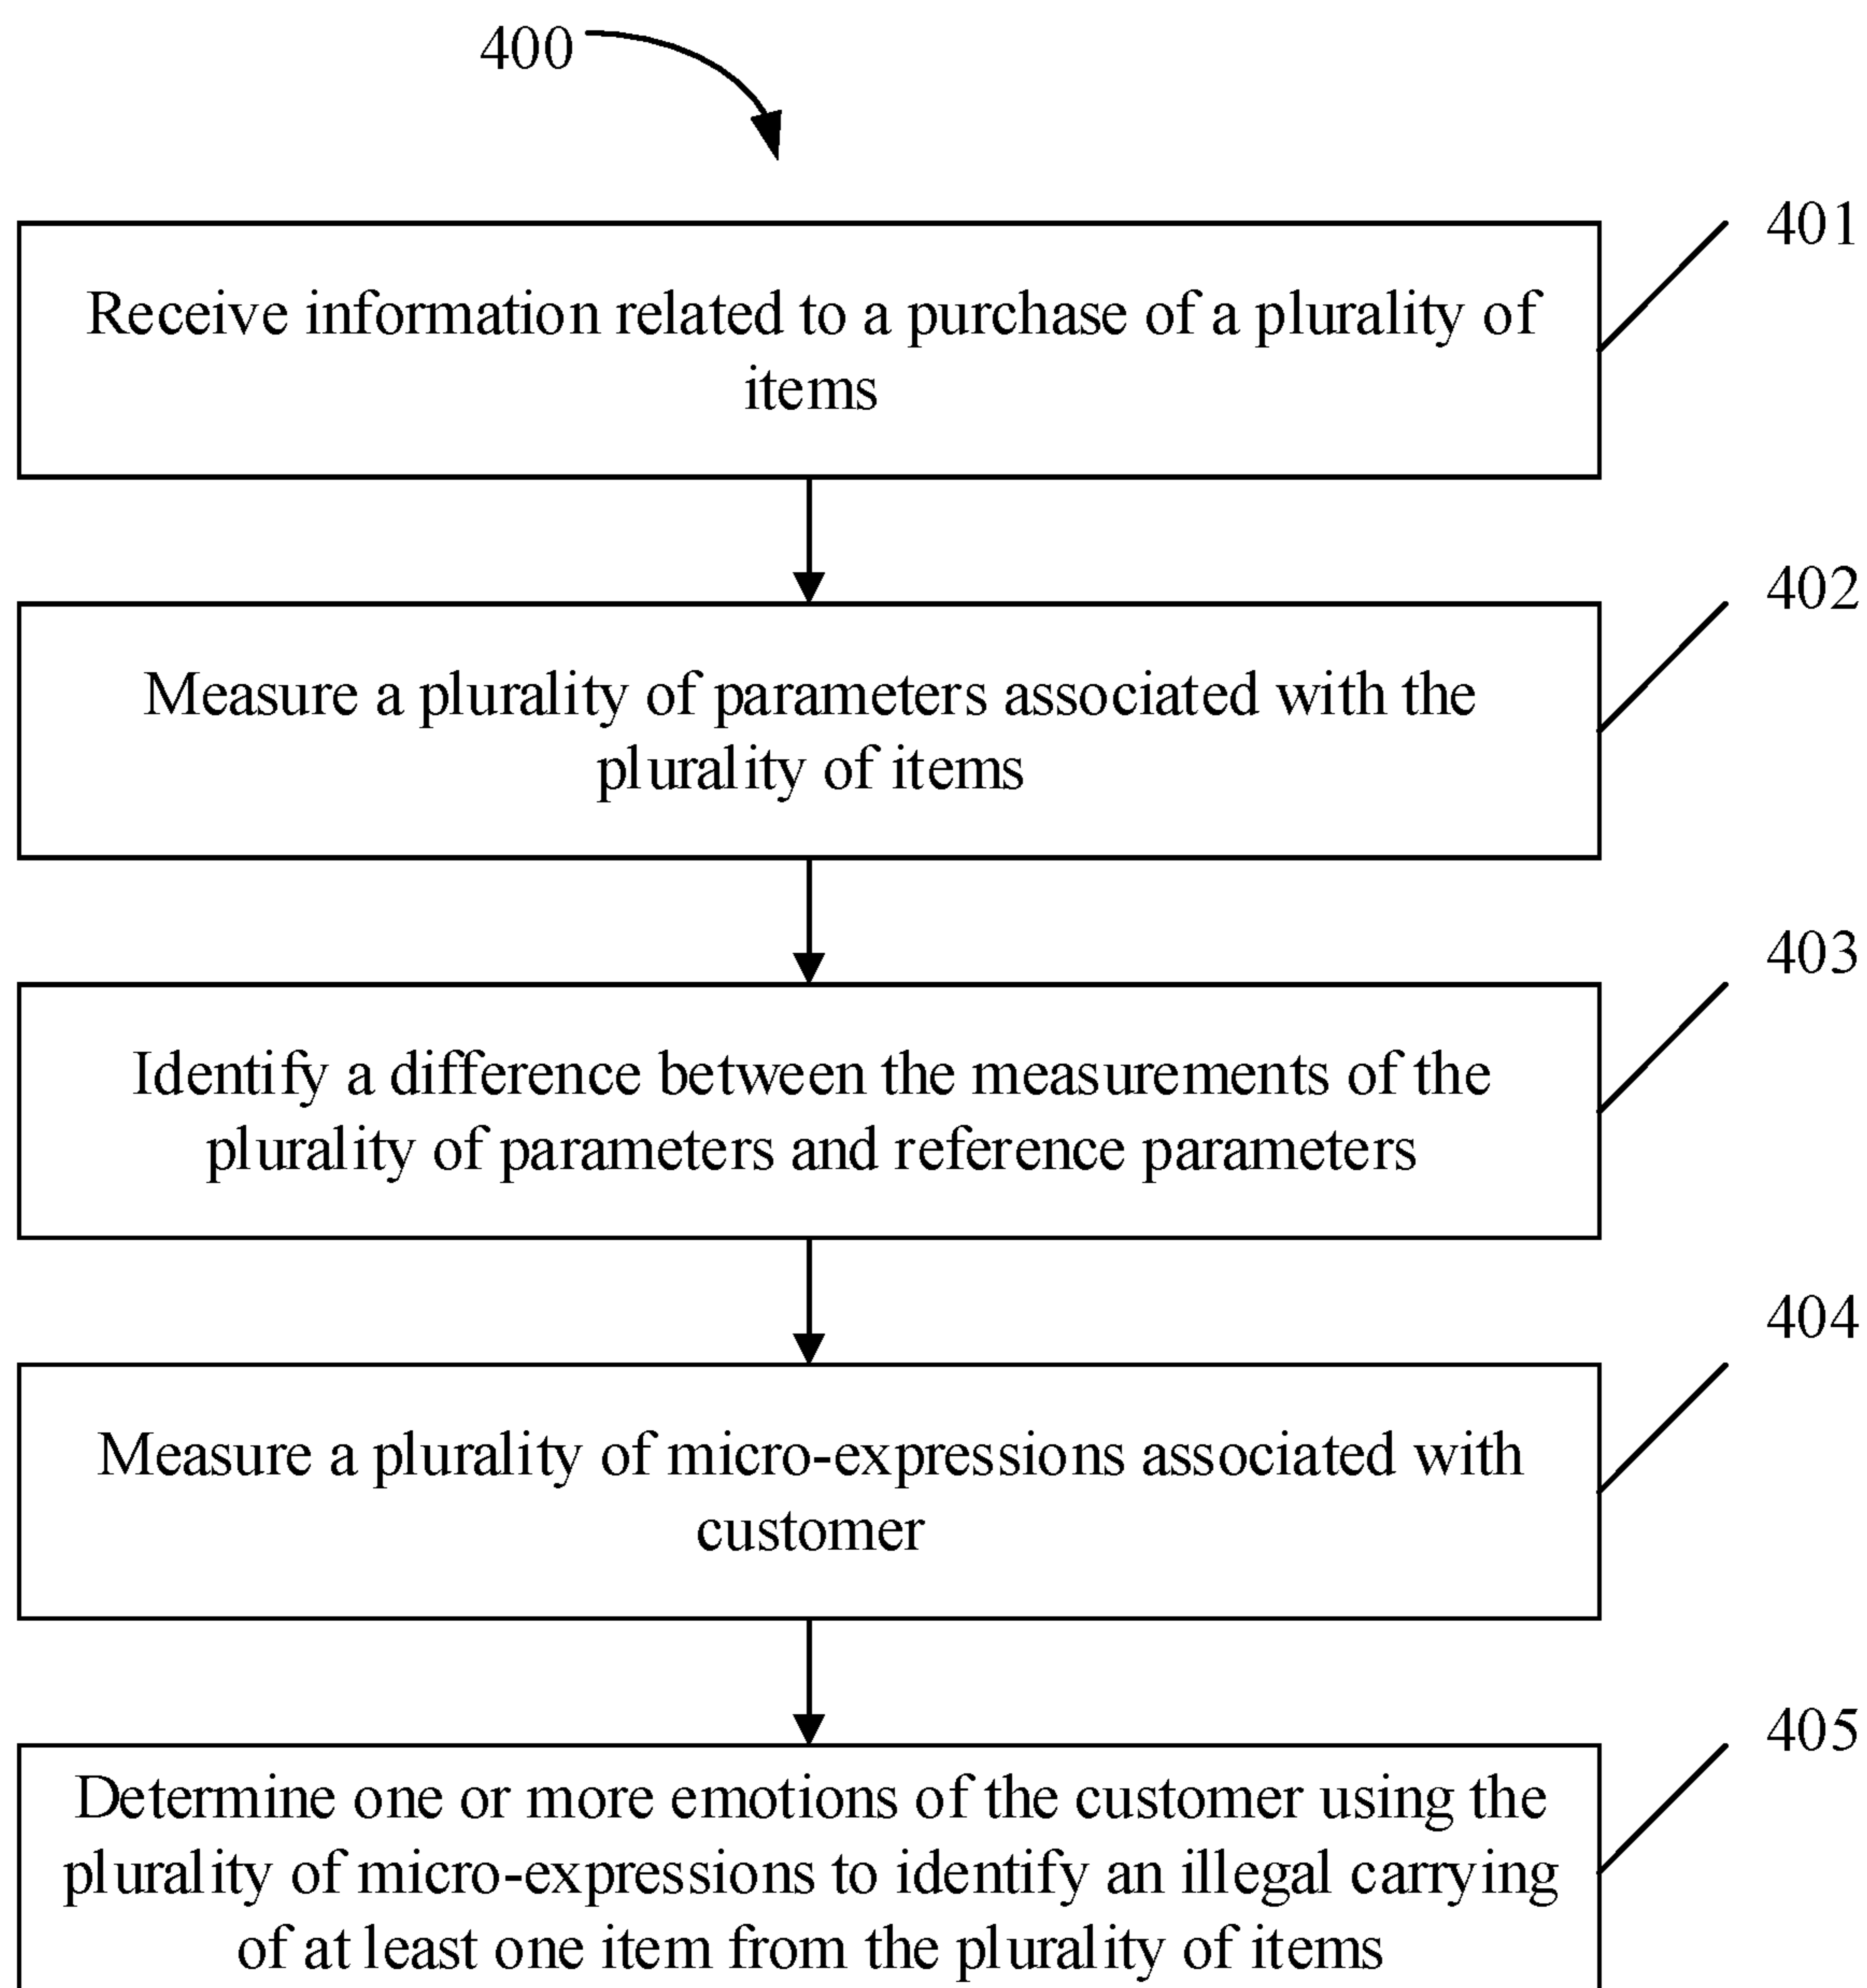 400
401
Receive information related to a purchase of a plurality of
items
402
Measure a plurality of parameters associated with the
plurality of items
403
Identify a difference between the measurements of the
plurality of parameters and reference parameters
404
Measure a plurality of micro-expressions associated with
customer
405
Determine one or more emotions of the customer using the
plurality of micro-expressions to identify an illegal carrying
of at least one item from the plurality of items